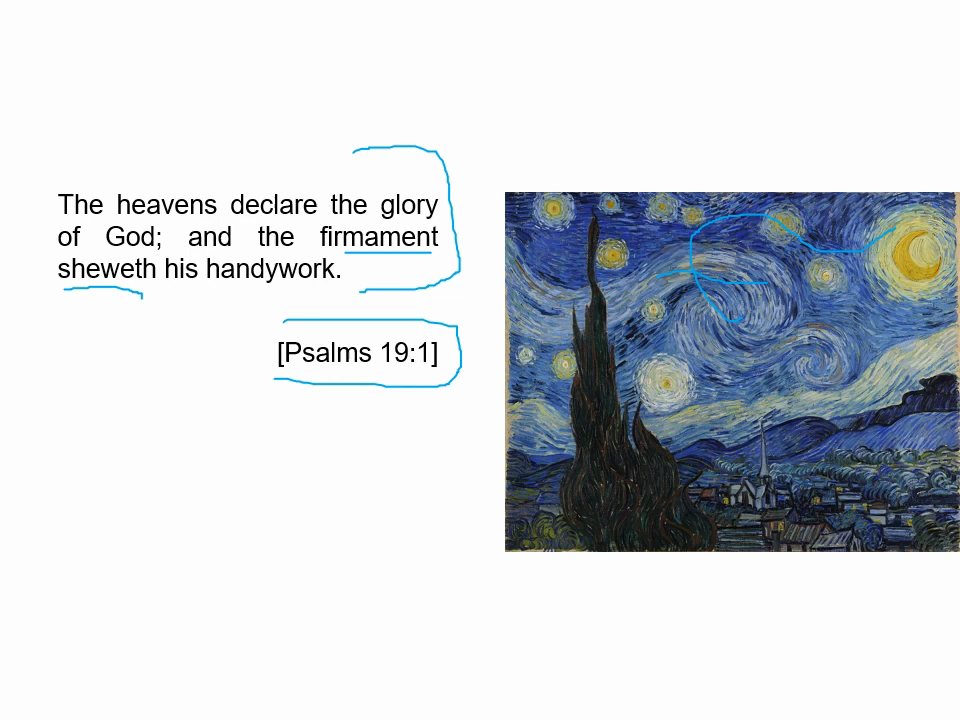 The heavens declare the glory
of God; and the firmament
sheweth his handywork.
[Psalms 19:1]